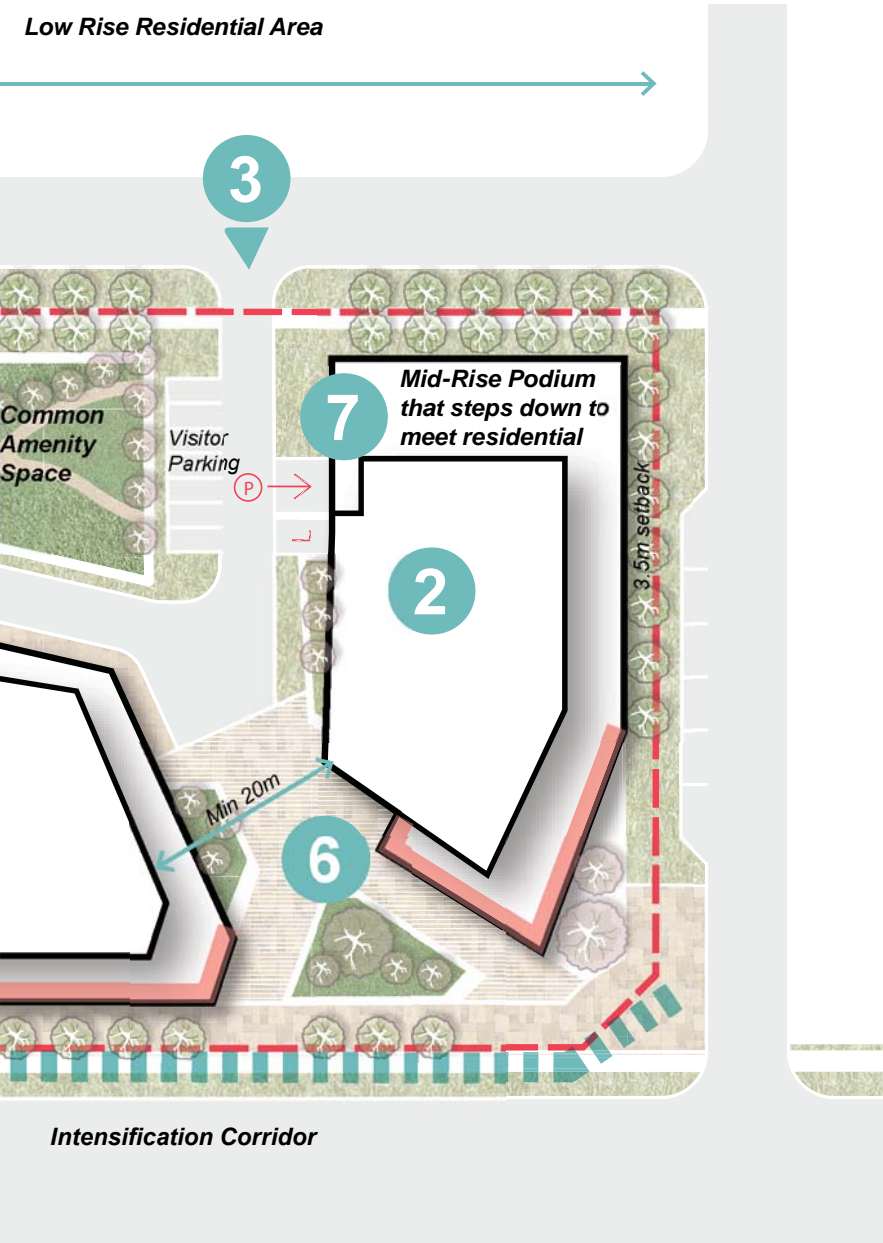 Low Rise Residential Area
3
7
Mid-Rise Podium
that steps down to
meet residential
Common
Amenity
Space
Visitor
Parking
P
3.5m setback
L
2
Min 20m
6
Intensification Corridor